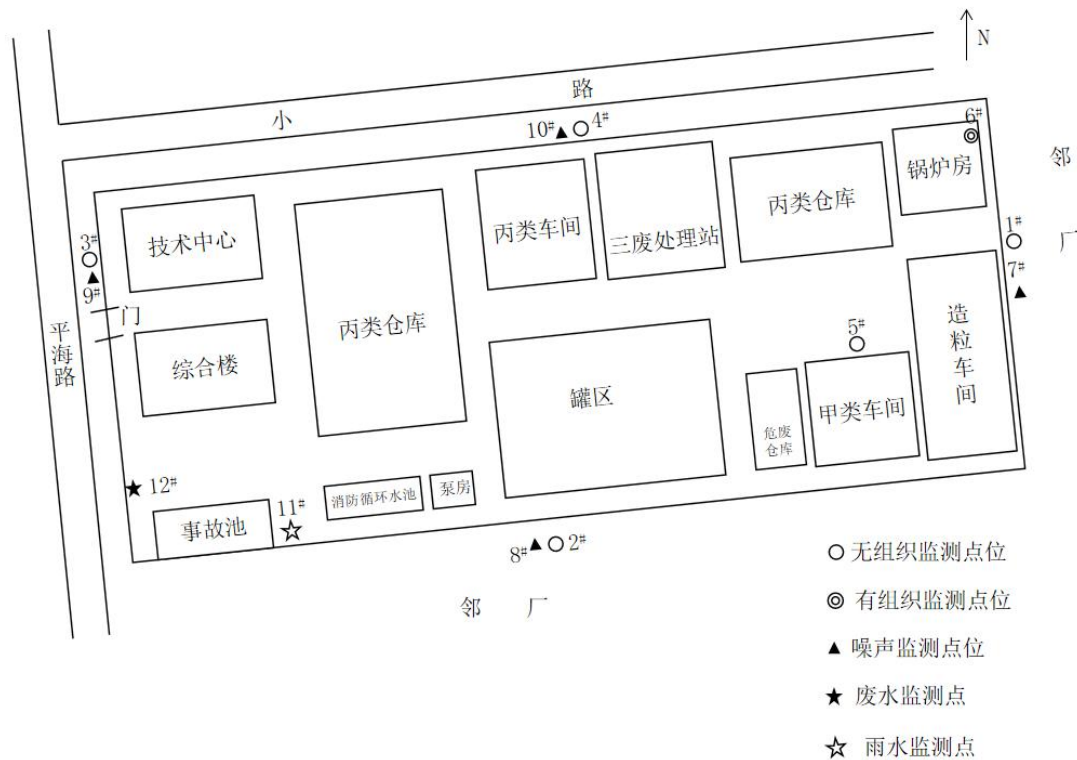 N
小 路
10# 4#
6#
锅炉房
邻 厂
丙类仓库
丙类车间
三废处理站
技术中心
3#
1#
7#
9#
门
平海路
综合楼
丙类仓库
罐区
5#
造粒车间
甲类车间
危废
仓库
12#
11#
消防循环水池
泵房
事故池
8# 2#
邻 厂
无组织监测点位
有组织监测点位
噪声监测点位
废水监测点
雨水监测点